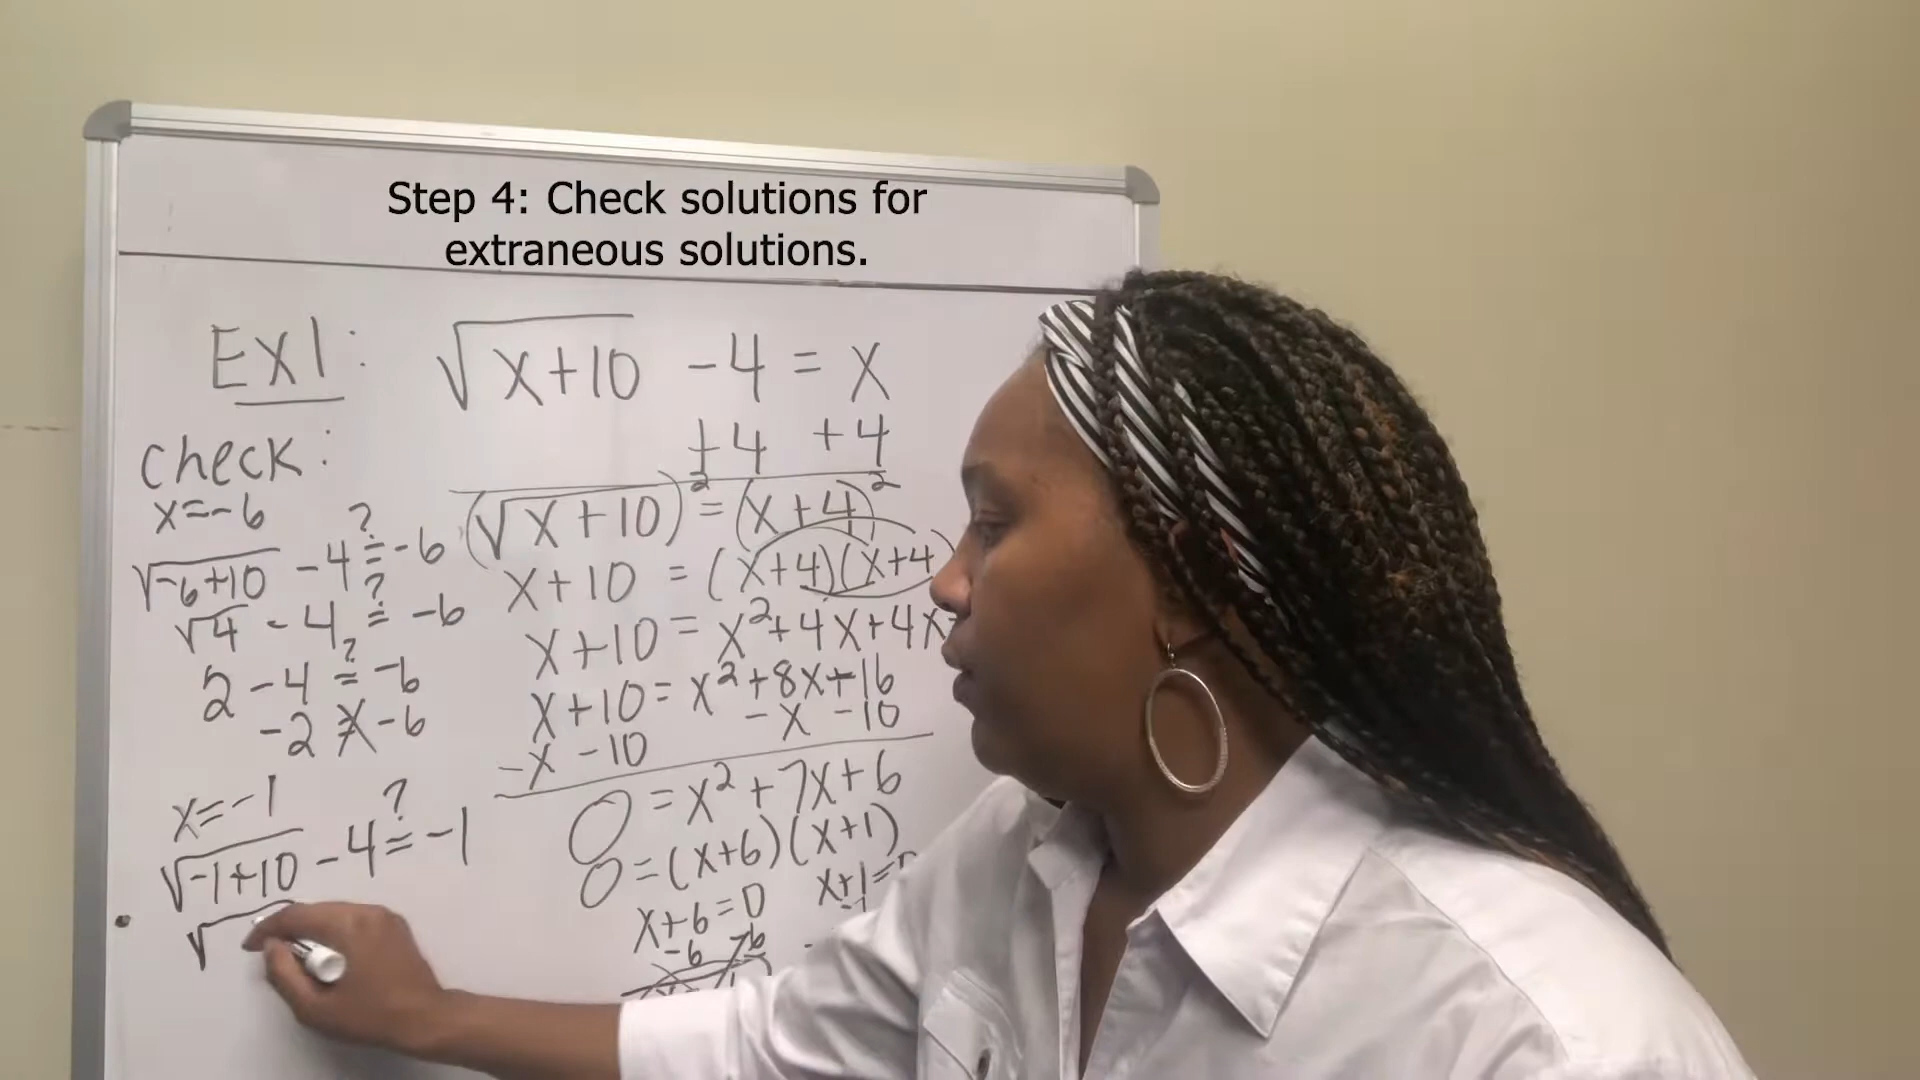 Step 4: Check solutions for
extraneous solutions.
Ex1: √x+10 - 4 = x
+4 +4
check:
x=-6
√-6+10 - 4 ≟ -6
√4 - 4 ≟ -6
2 - 4 ≟ -6
-2 ≠ -6
x=-1
√-1+10 - 4 ≟ -1
√
(√x+10)² = (x+4)²
x+10 = (x+4)(x+4)
x+10 = x²+4x+4x
x+10 = x²+8x+16
-x -10 -x -10
0 = x²+7x+6
0 = (x+6)(x+1)
x+6=0 x+1=
-6 -6 -1